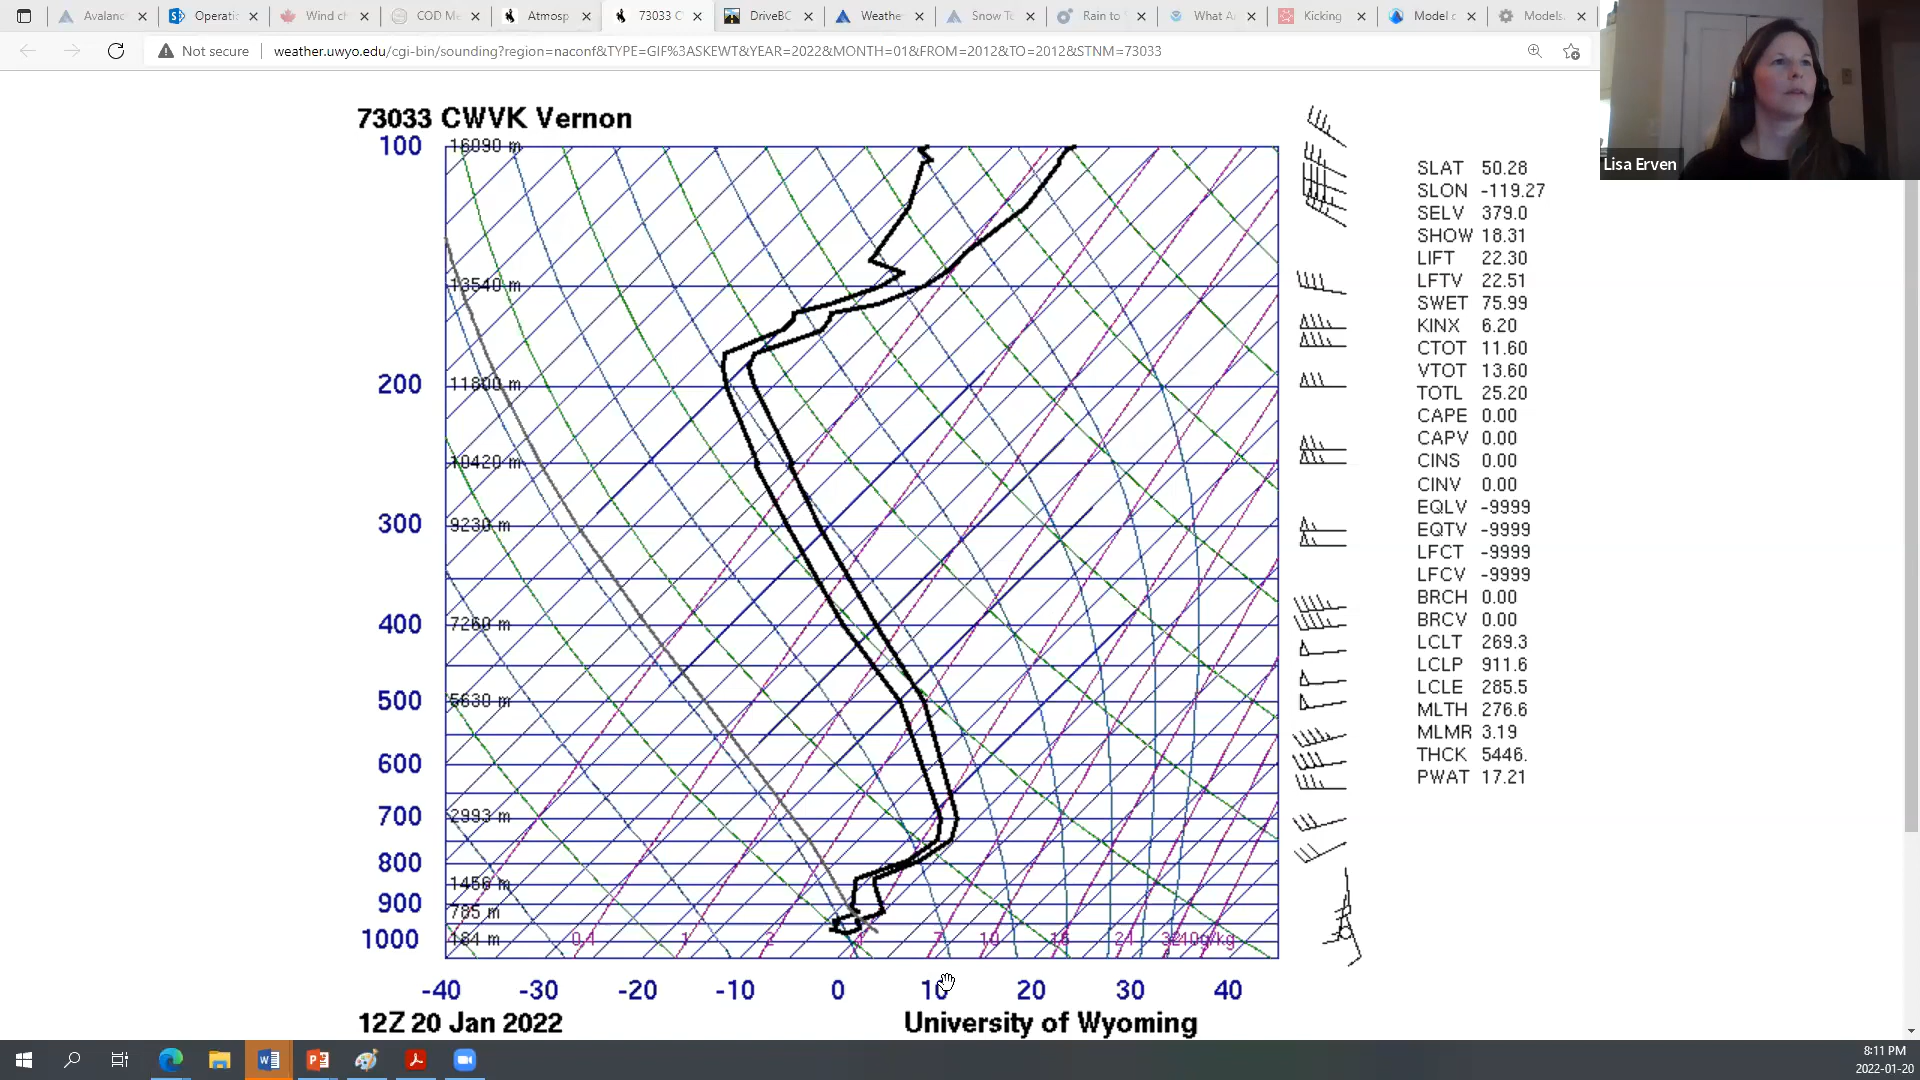 Avalanc
Operati
Wind ch
COD Me
Atmosp
73033 C
DriveBC
Weathe
Snow To
Rain to
What A
Kicking
Model c
Models
Not secure
weather.uwyo.edu/cgi-bin/sounding?region=naconf&TYPE=GIF%3ASKEWT&YEAR=2022&MONTH=01&FROM=2012&TO=2012&STNM=73033
Lisa Erven
73033 CWVK Vernon
100 16090 m
13540 m
200 11800 m
10420 m
300 9230 m
400 7260 m
500 5630 m
600
700 2993 m
800
1456 m
900
785 m
1000 184 m 0.4 1 2 4 7 10 16 24 32 40g/kg
-40 -30 -20 -10 0 10 20 30 40
12Z 20 Jan 2022 University of Wyoming
SLAT 50.28
SLON -119.27
SELV 379.0
SHOW 18.31
LIFT 22.30
LFTV 22.51
SWET 75.99
KINX 6.20
CTOT 11.60
VTOT 13.60
TOTL 25.20
CAPE 0.00
CAPV 0.00
CINS 0.00
CINV 0.00
EQLV -9999
EQTV -9999
LFCT -9999
LFCV -9999
BRCH 0.00
BRCV 0.00
LCLT 269.3
LCLP 911.6
LCLE 285.5
MLTH 276.6
MLMR 3.19
THCK 5446.
PWAT 17.21
8:11 PM
2022-01-20